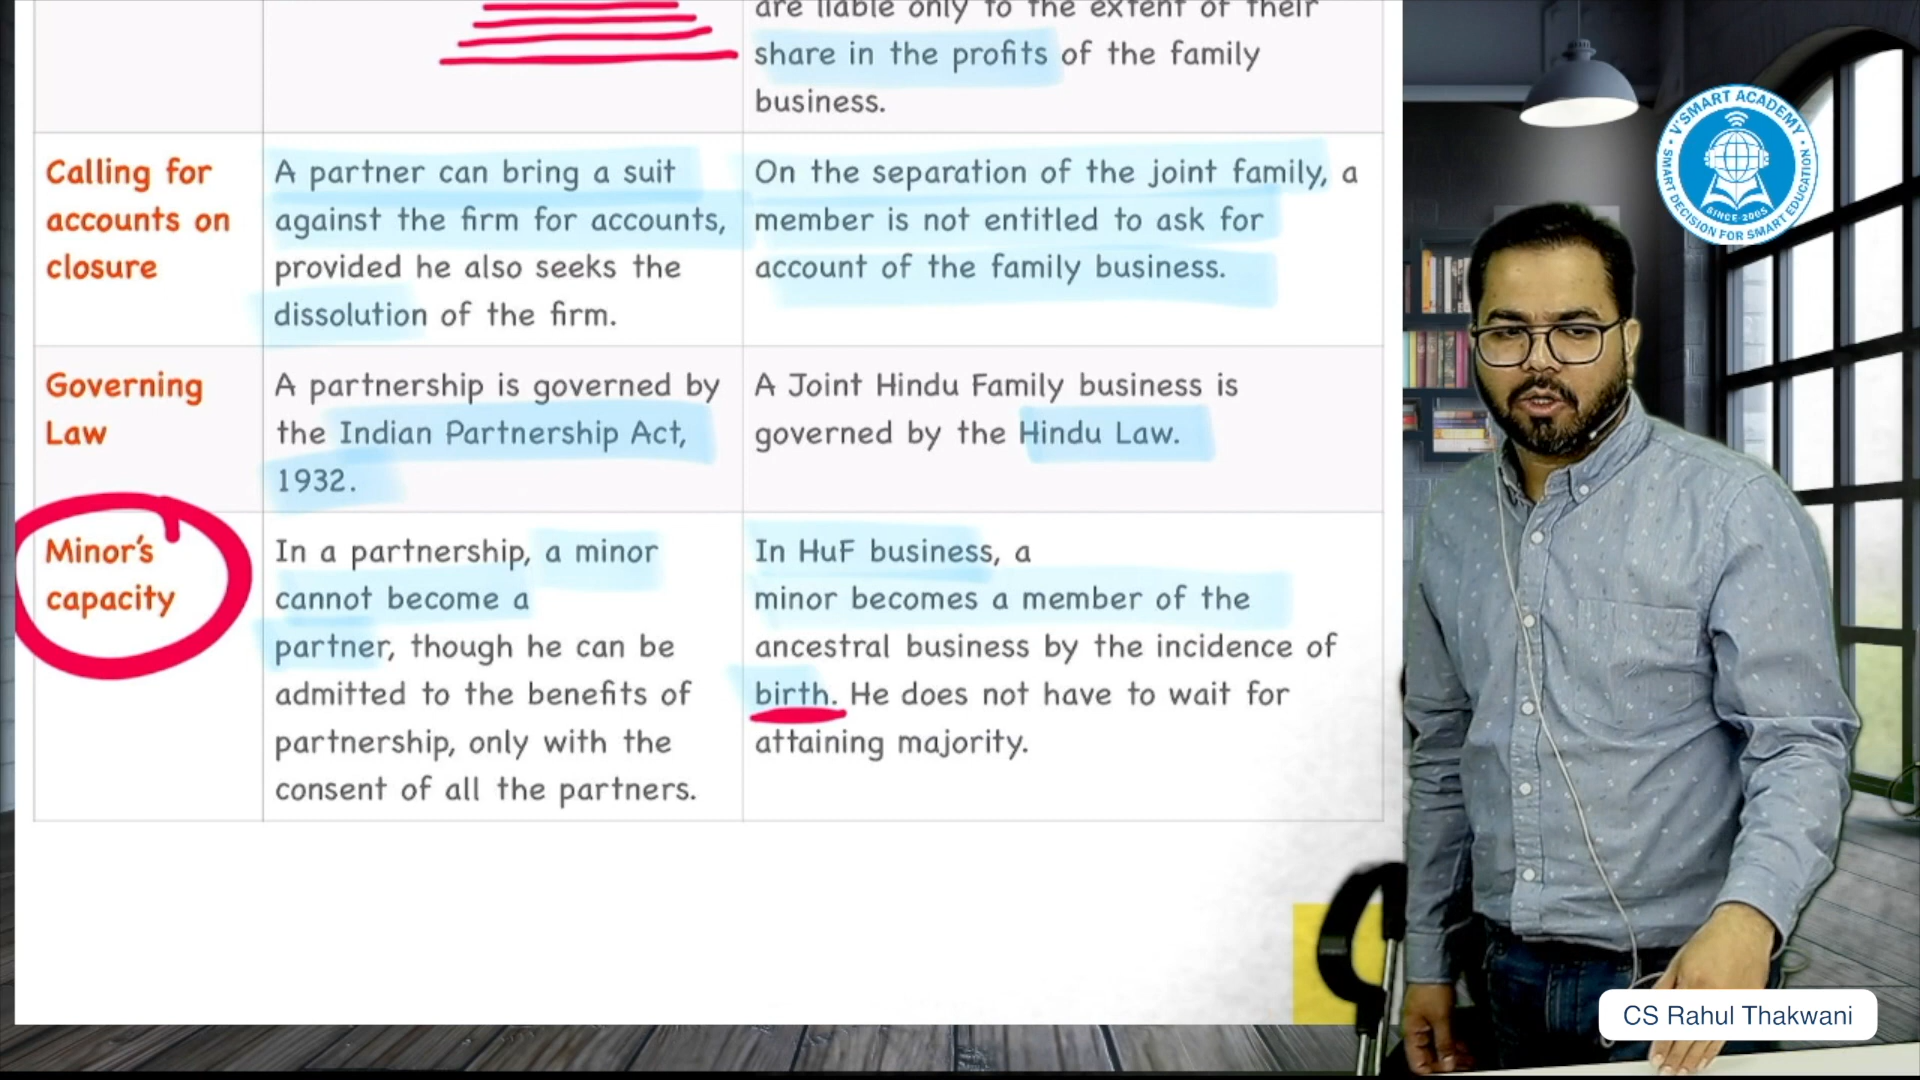 are liable only to the extent of their
share in the profits of the family
business.
Calling for
accounts on
closure
A partner can bring a suit
against the firm for accounts,
provided he also seeks the
dissolution of the firm.
On the separation of the joint family, a
member is not entitled to ask for
account of the family business.
Governing
Law
A partnership is governed by
the Indian Partnership Act,
1932.
A Joint Hindu Family business is
governed by the Hindu Law.
Minor's
capacity
In a partnership, a minor
cannot become a
partner, though he can be
admitted to the benefits of
partnership, only with the
consent of all the partners.
In HuF business, a
minor becomes a member of the
ancestral business by the incidence of
birth. He does not have to wait for
attaining majority.
V'SMART ACADEMY
SMART DECISION FOR SMART EDUCATION
SINCE-2005
CS Rahul Thakwani